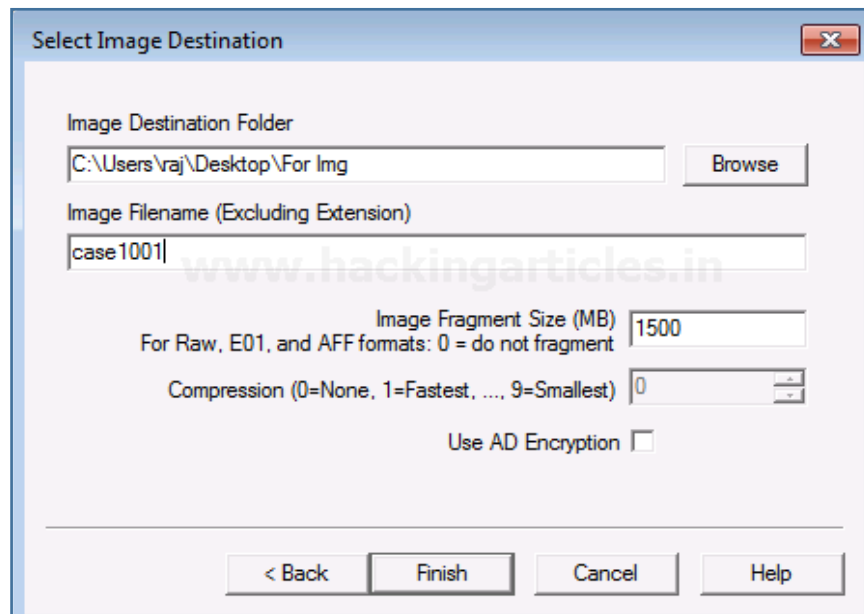 Select Image Destination
Image Destination Folder
C:\Users\raj\Desktop\For Img
Browse
Image Filename (Excluding Extension)
case1001
www.hackingarticles.in
Image Fragment Size (MB)
For Raw, E01, and AFF formats: 0 = do not fragment
1500
Compression (0=None, 1=Fastest, ..., 9=Smallest)
0
Use AD Encryption
< Back
Finish
Cancel
Help